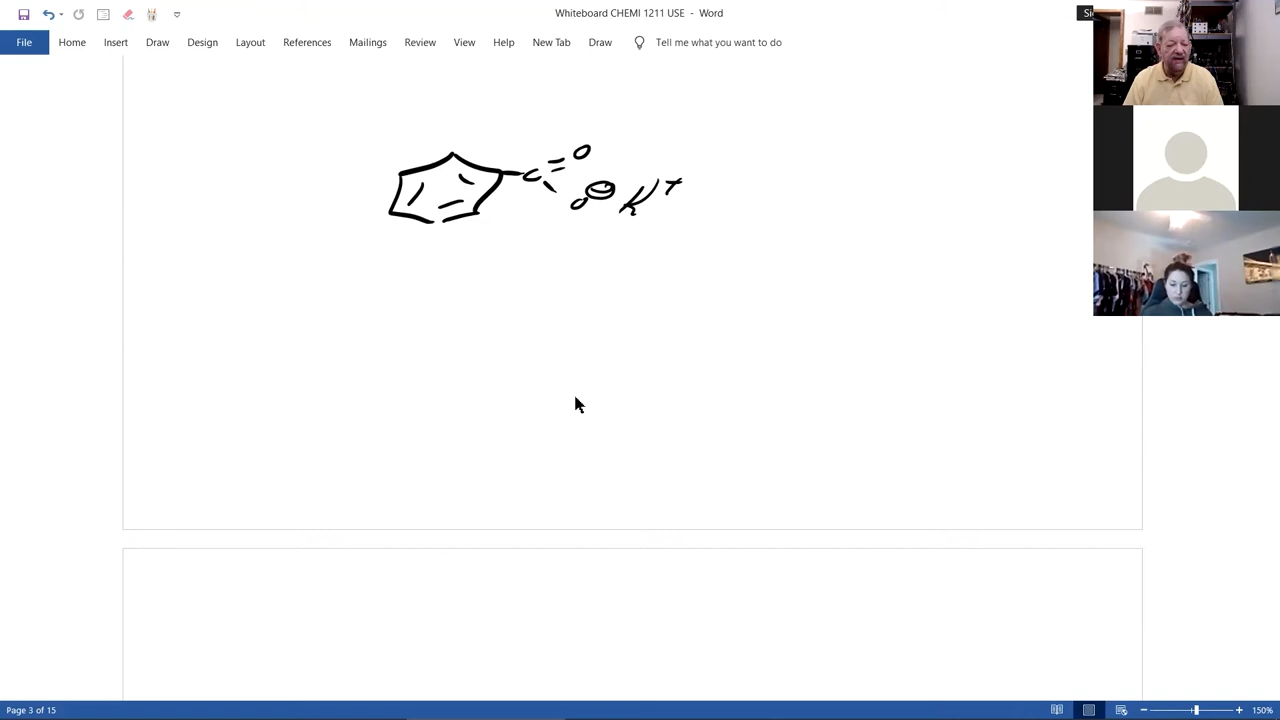 Whiteboard CHEMI 1211 USE - Word
Si
File Home Insert Draw Design Layout References Mailings Review View Help New Tab Draw Tell me what you want to do
C = O
O ⊖ K +
Page 3 of 15
150%